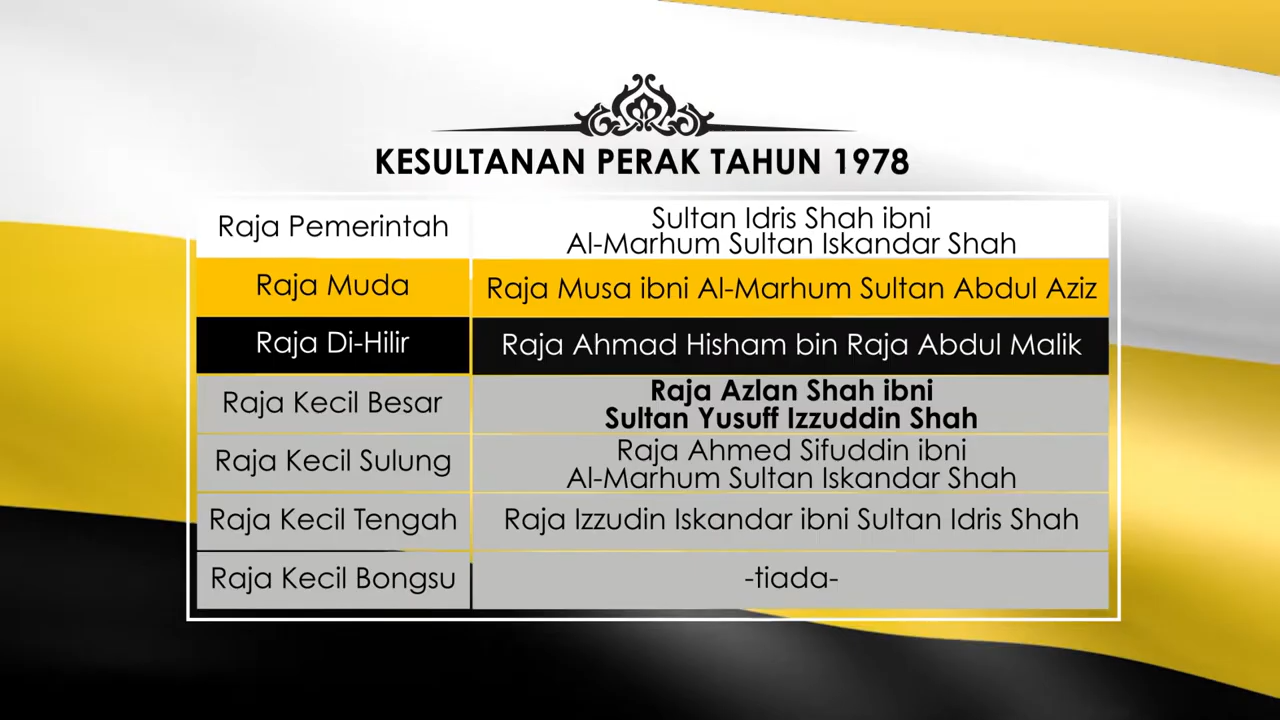 KESULTANAN PERAK TAHUN 1978
Raja Pemerintah
Sultan Idris Shah ibni
Al-Marhum Sultan Iskandar Shah
Raja Muda
Raja Musa ibni Al-Marhum Sultan Abdul Aziz
Raja Di-Hilir
Raja Ahmad Hisham bin Raja Abdul Malik
Raja Kecil Besar
Raja Azlan Shah ibni
Sultan Yusuff Izzuddin Shah
Raja Kecil Sulung
Raja Ahmed Sifuddin ibni
Al-Marhum Sultan Iskandar Shah
Raja Kecil Tengah
Raja Izzudin Iskandar ibni Sultan Idris Shah
Raja Kecil Bongsu
-tiada-